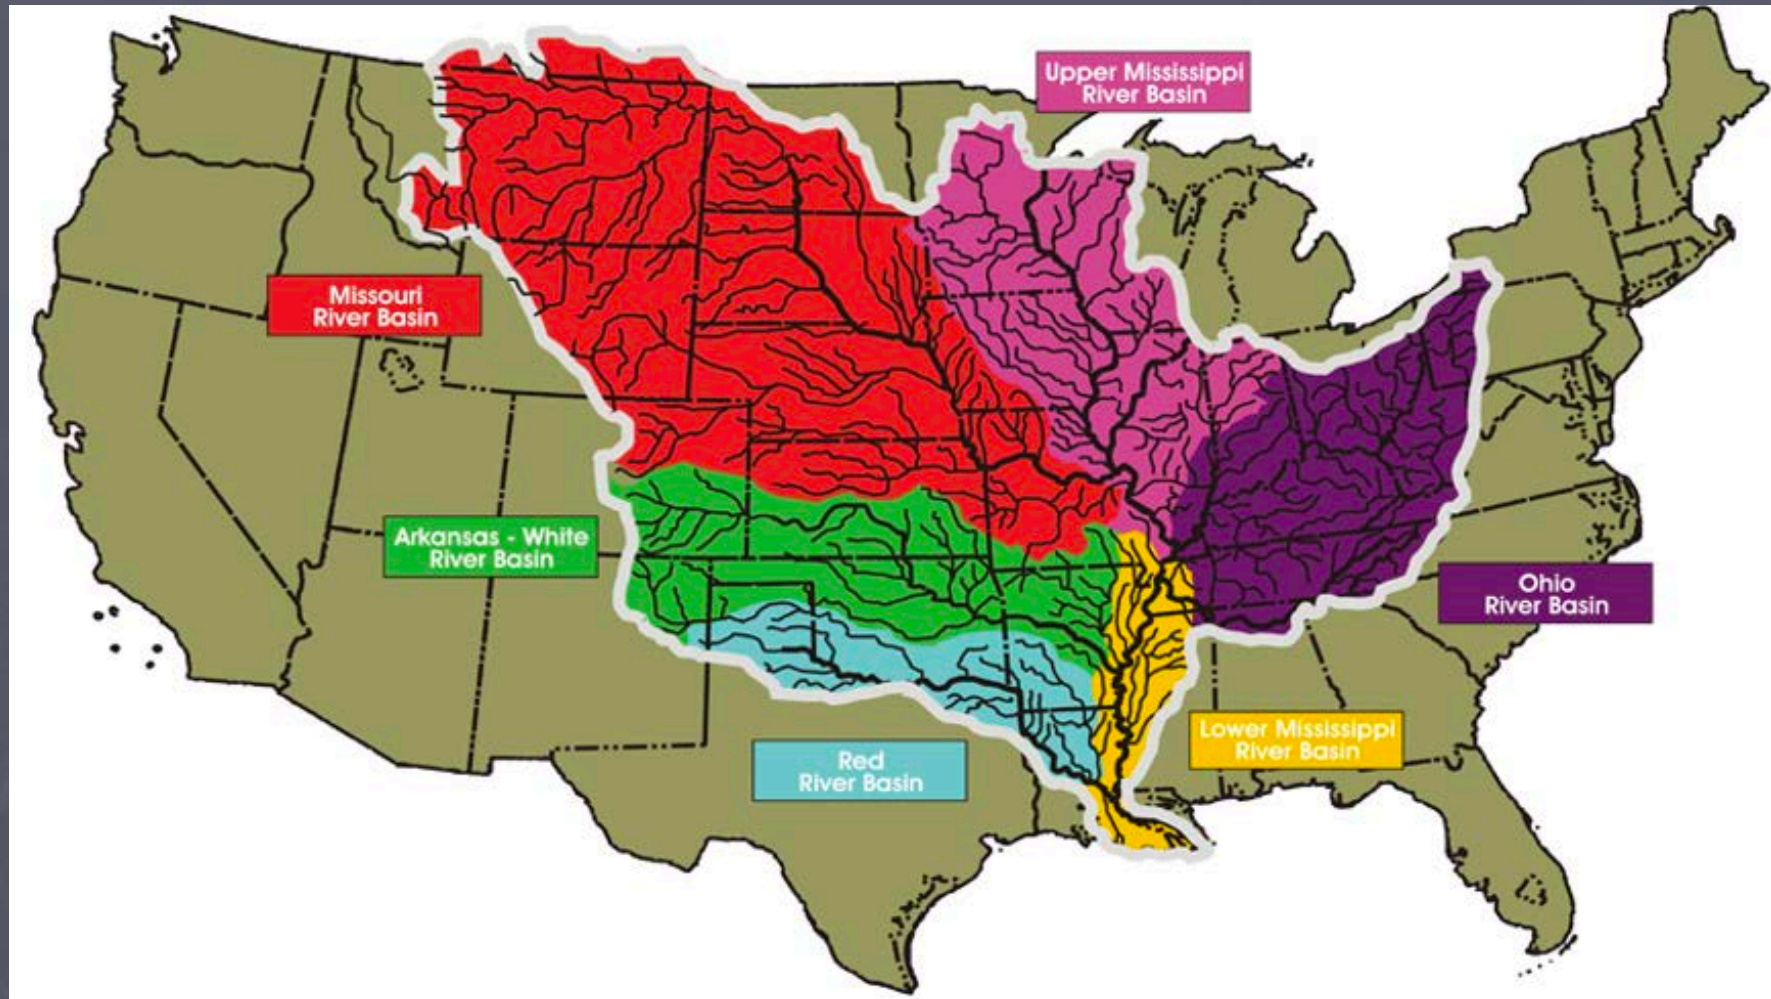 Upper Mississippi
River Basin
Missouri
River Basin
Arkansas - White
River Basin
Ohio
River Basin
Lower Mississippi
River Basin
Red
River Basin